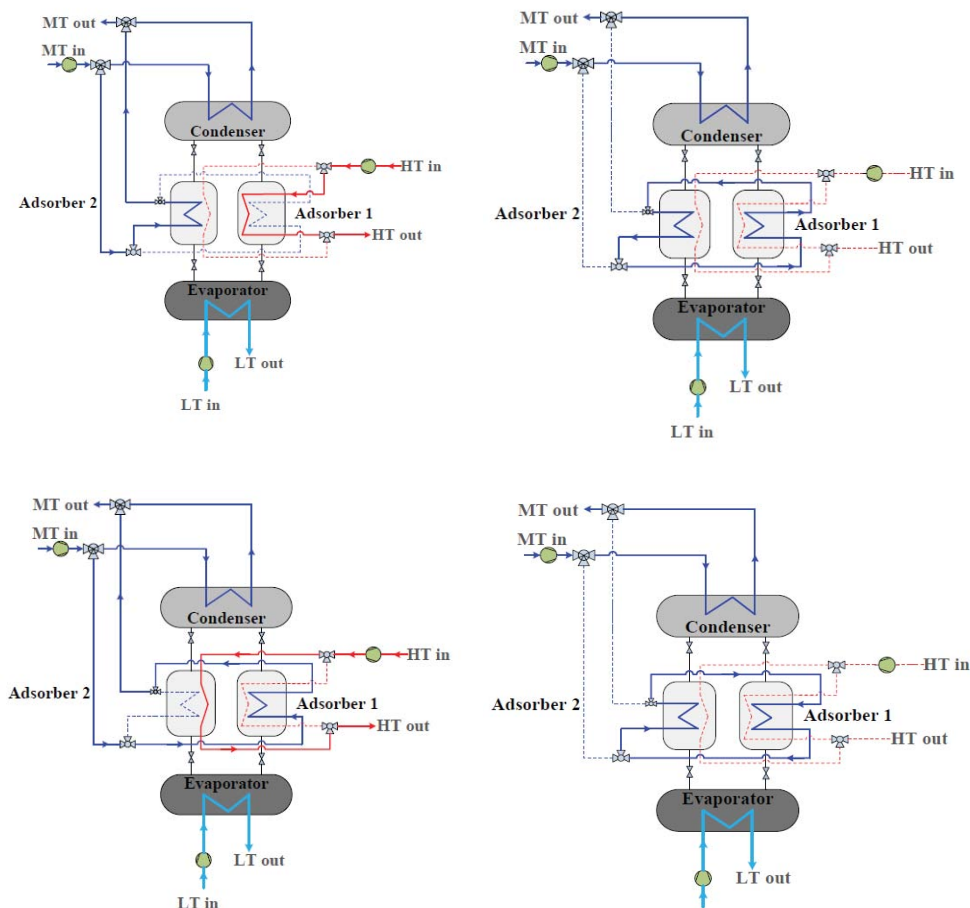 MT out
MT in
Condenser
HT in
Adsorber 2
Adsorber 1
HT out
Evaporator
LT out
LT in
MT out
MT in
Condenser
HT in
Adsorber 2
Adsorber 1
HT out
Evaporator
LT out
LT in
MT out
MT in
Condenser
HT in
Adsorber 2
Adsorber 1
HT out
Evaporator
LT out
LT in
MT out
MT in
Condenser
HT in
Adsorber 2
Adsorber 1
HT out
Evaporator
LT out